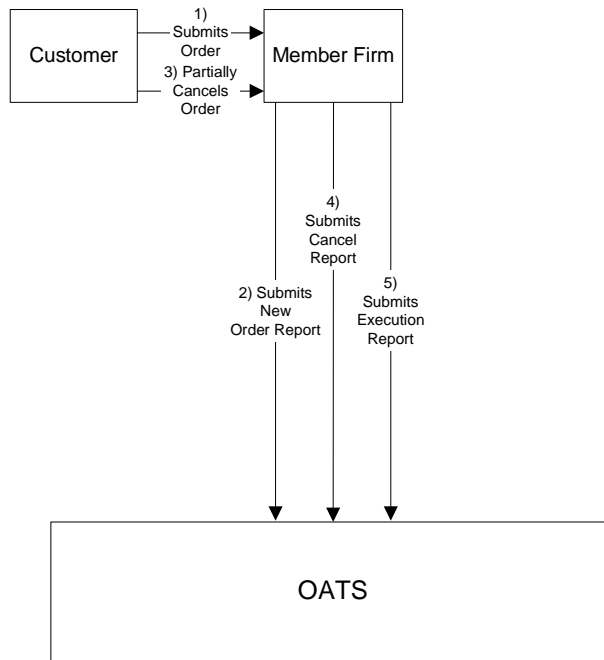 Customer
1)
Submits
Order
3) Partially
Cancels
Order
Member Firm
2) Submits
New
Order Report
4)
Submits
Cancel
Report
5)
Submits
Execution
Report
OATS